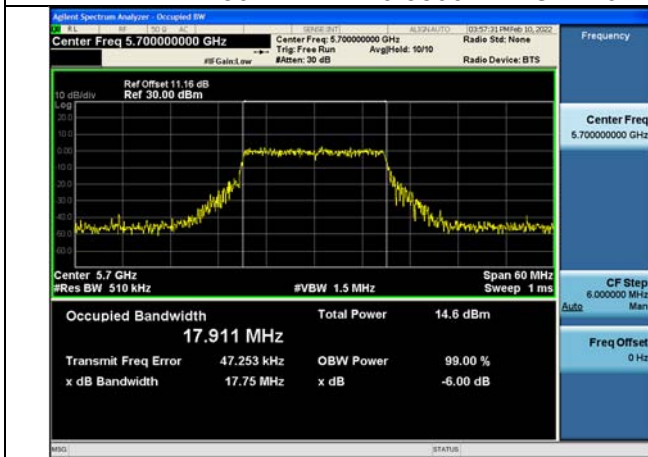 Agilent Spectrum Analyzer - Occupied BW
RL RF 50 Ω AC SENSE:INT ALIGNAUTO 03:57:31 PM Feb 10, 2022
Center Freq 5.700000000 GHz
Center Freq: 5.700000000 GHz
Radio Std: None
Trig: Free Run Avg|Hold: 10/10
#IFGain:Low #Atten: 30 dB Radio Device: BTS
Ref Offset 11.16 dB
10 dB/div Ref 30.00 dBm
Log
20.0
10.0
0.00
-10.0
-20.0
-30.0
-40.0
-50.0
-60.0
Center 5.7 GHz Span 60 MHz
#Res BW 510 kHz #VBW 1.5 MHz Sweep 1 ms
Occupied Bandwidth Total Power 14.6 dBm
17.911 MHz
Transmit Freq Error 47.253 kHz OBW Power 99.00 %
x dB Bandwidth 17.75 MHz x dB -6.00 dB
MSG STATUS
Frequency
Center Freq
5.700000000 GHz
CF Step
6.000000 MHz
Auto Man
Freq Offset
0 Hz